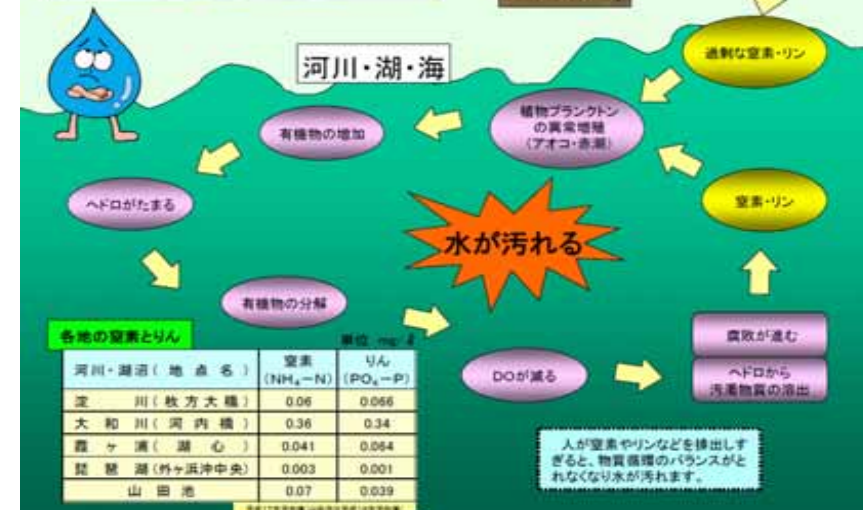 河川・湖・海
過剰な窒素・リン
植物プランクトン
の異常増殖
(アオコ・赤潮)
有機物の増加
ヘドロがたまる
窒素・リン
水が汚れる
有機物の分解
DOが減る
腐敗が進む
ヘドロから
汚濁物質の溶出
各地の窒素とりん
単位 mg/ℓ
河川・湖沼(地点名) 窒素(NH₄−N) りん(PO₄−P)
淀川(枚方大橋) 0.06 0.066
大和川(河内橋) 0.36 0.34
霞ヶ浦(湖心) 0.041 0.064
琵琶湖(外ヶ浜沖中央) 0.003 0.001
山田池 0.07 0.039
人が窒素やリンなどを排出しす
ぎると、物質循環のバランスがと
れなくなり水が汚れます。